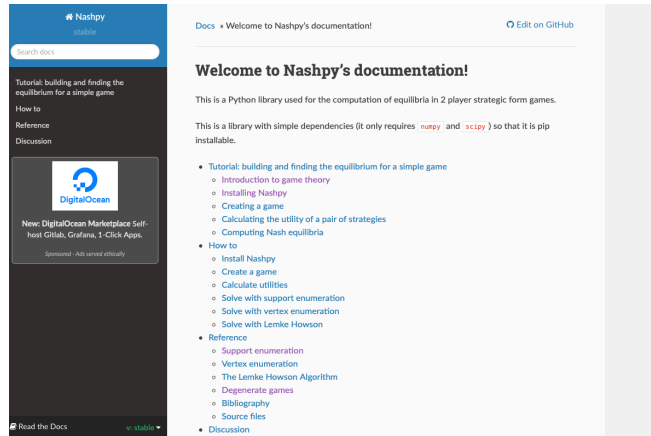 Nashpy
stable
Search docs
Tutorial: building and finding the
equilibrium for a simple game
How to
Reference
Discussion
DigitalOcean
New: DigitalOcean Marketplace Self-
host Gitlab, Grafana, 1-Click Apps.
Sponsored · Ads served ethically
Read the Docs
v: stable
Docs » Welcome to Nashpy's documentation!
Edit on GitHub
Welcome to Nashpy's documentation!
This is a Python library used for the computation of equilibria in 2 player strategic form games.
This is a library with simple dependencies (it only requires numpy and scipy ) so that it is pip
installable.
Tutorial: building and finding the equilibrium for a simple game
Introduction to game theory
Installing Nashpy
Creating a game
Calculating the utility of a pair of strategies
Computing Nash equilibria
How to
Install Nashpy
Create a game
Calculate utilities
Solve with support enumeration
Solve with vertex enumeration
Solve with Lemke Howson
Reference
Support enumeration
Vertex enumeration
The Lemke Howson Algorithm
Degenerate games
Bibliography
Source files
Discussion